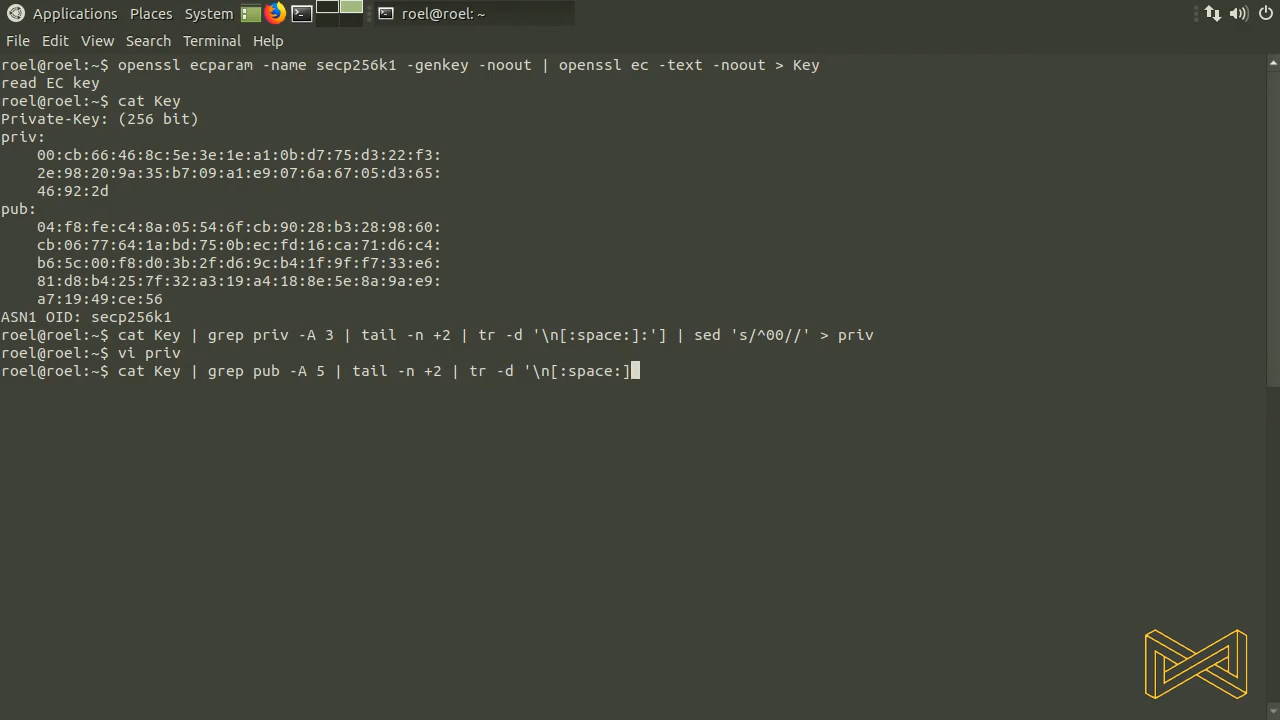 Applications Places System roel@roel: ~
File Edit View Search Terminal Help
roel@roel:~$ openssl ecparam -name secp256k1 -genkey -noout | openssl ec -text -noout > Key
read EC key
roel@roel:~$ cat Key
Private-Key: (256 bit)
priv:
00:cb:66:46:8c:5e:3e:1e:a1:0b:d7:75:d3:22:f3:
2e:98:20:9a:35:b7:09:a1:e9:07:6a:67:05:d3:65:
46:92:2d
pub:
04:f8:fe:c4:8a:05:54:6f:cb:90:28:b3:28:98:60:
cb:06:77:64:1a:bd:75:0b:ec:fd:16:ca:71:d6:c4:
b6:5c:00:f8:d0:3b:2f:d6:9c:b4:1f:9f:f7:33:e6:
81:d8:b4:25:7f:32:a3:19:a4:18:8e:5e:8a:9a:e9:
a7:19:49:ce:56
ASN1 OID: secp256k1
roel@roel:~$ cat Key | grep priv -A 3 | tail -n +2 | tr -d '\n[:space:]:'] | sed 's/^00//' > priv
roel@roel:~$ vi priv
roel@roel:~$ cat Key | grep pub -A 5 | tail -n +2 | tr -d '\n[:space:]